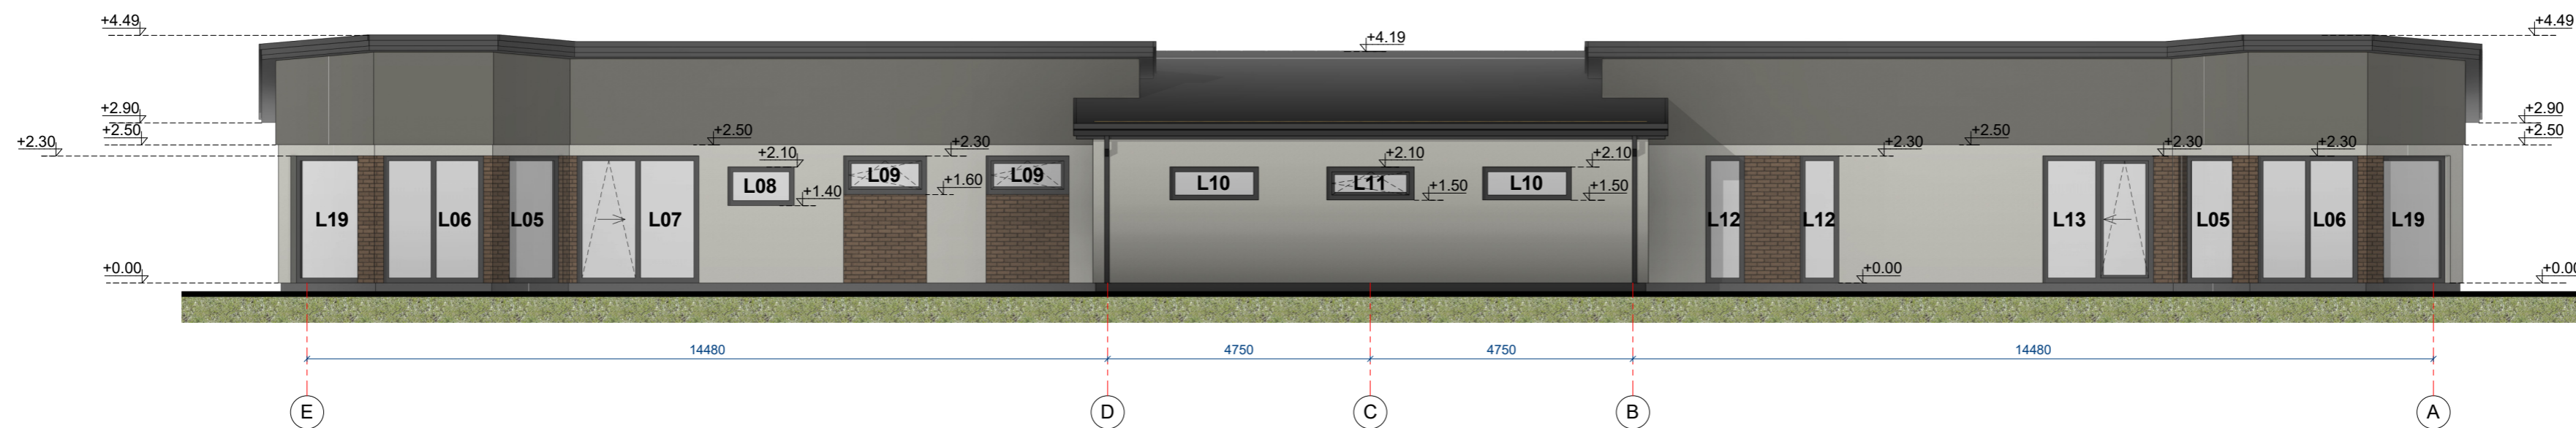 +4.49
+4.49
+4.19
+2.90
+2.90
+2.50
+2.50
+2.30
+2.50
+2.30
+2.30
+2.50
+2.30
+2.30
+2.10
+2.10
+2.10
L08
L09
L09
L10
L11
L10
+1.40
+1.60
+1.50
+1.50
L19
L06
L05
L07
L12
L12
L13
L05
L06
L19
+0.00
+0.00
+0.00
14480
4750
4750
14480
E
D
C
B
A